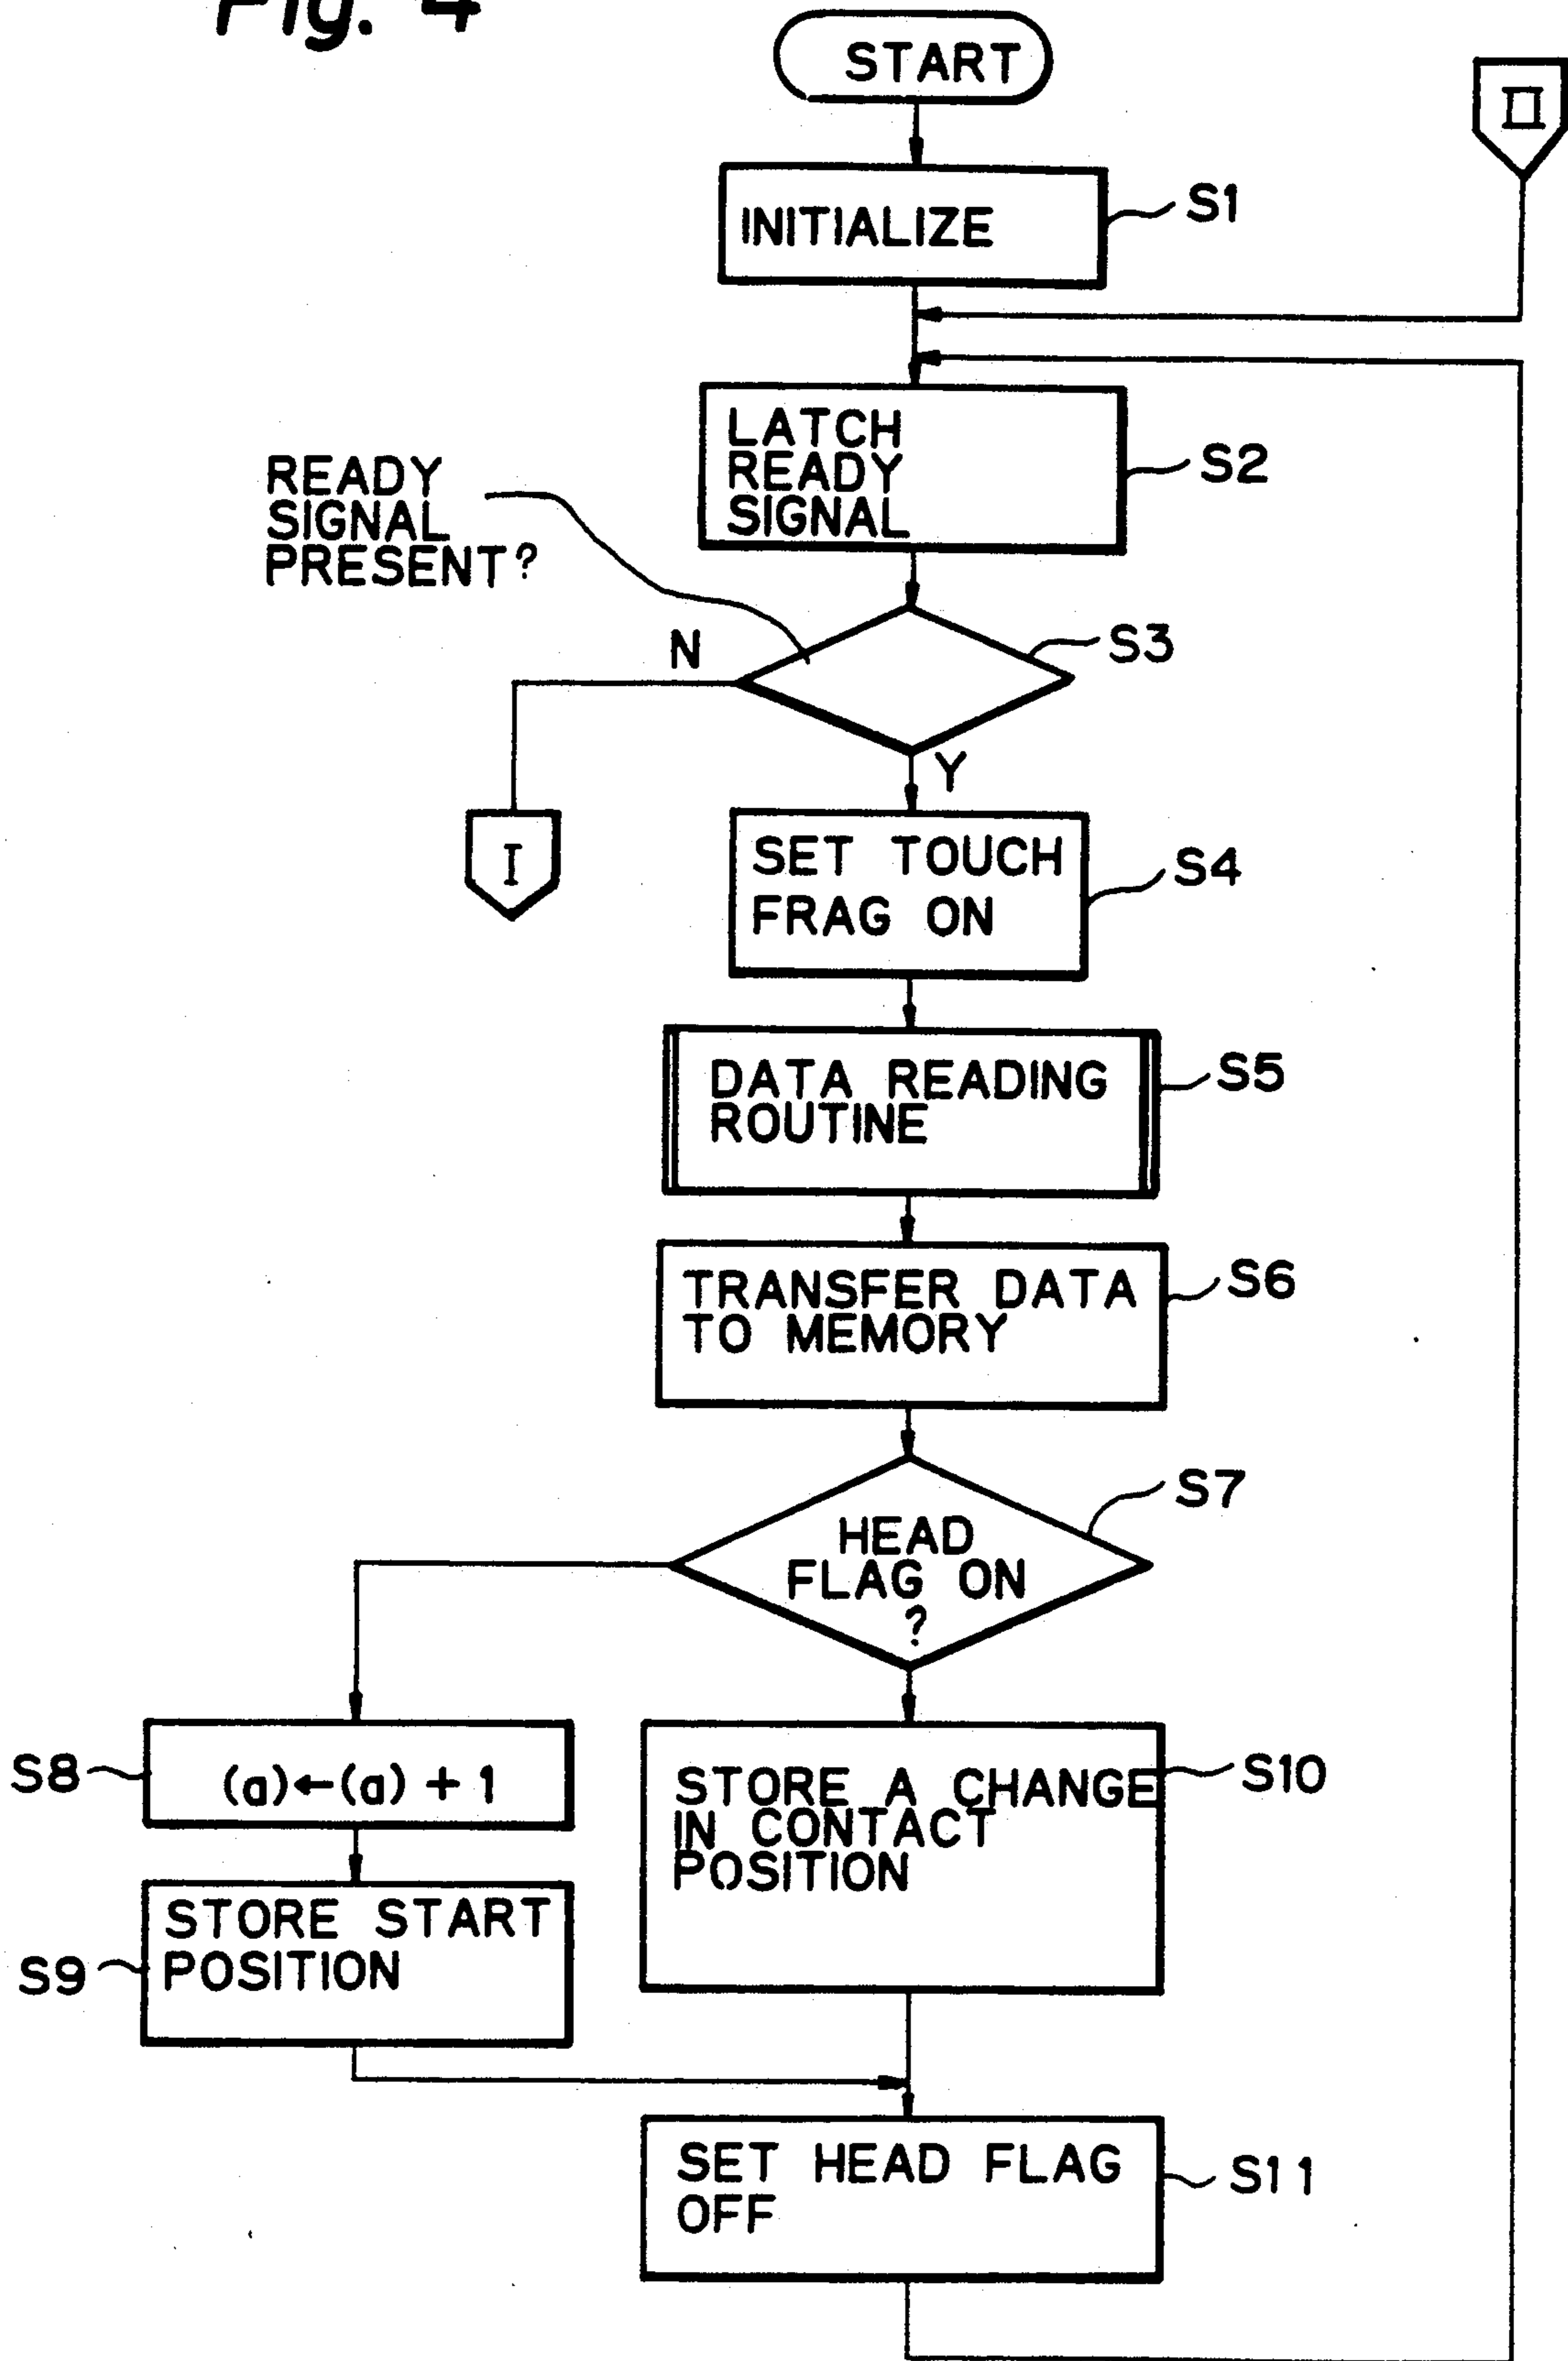 Fig. 4
START
II
INITIALIZE
S1
LATCH
READY
SIGNAL
S2
READY
SIGNAL
PRESENT?
N
S3
Y
I
SET TOUCH
FRAG ON
S4
DATA READING
ROUTINE
S5
TRANSFER DATA
TO MEMORY
S6
S7
HEAD
FLAG ON
?
S8
(a)←(a) + 1
STORE A CHANGE
IN CONTACT
POSITION
S10
S9
STORE START
POSITION
SET HEAD FLAG
OFF
S11